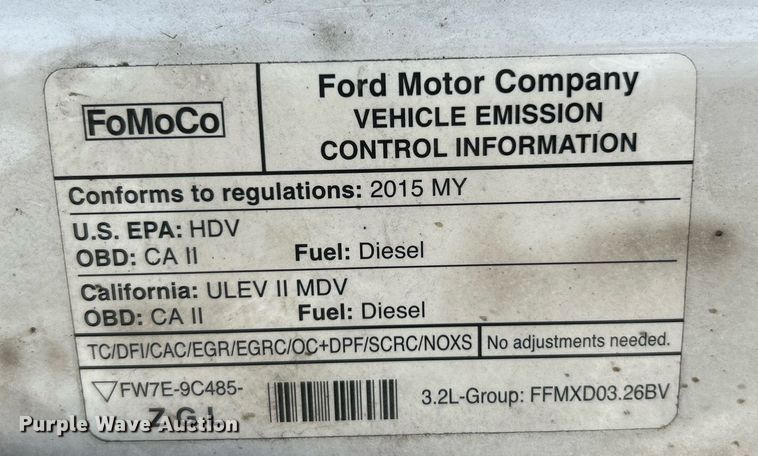 FoMoCo
Ford Motor Company
VEHICLE EMISSION
CONTROL INFORMATION
Conforms to regulations: 2015 MY
U.S. EPA: HDV
OBD: CA II Fuel: Diesel
California: ULEV II MDV
OBD: CA II Fuel: Diesel
TC/DFI/CAC/EGR/EGRC/OC+DPF/SCRC/NOXS No adjustments needed.
FW7E-9C485-
3.2L-Group: FFMXD03.26BV
Purple Wave Auction